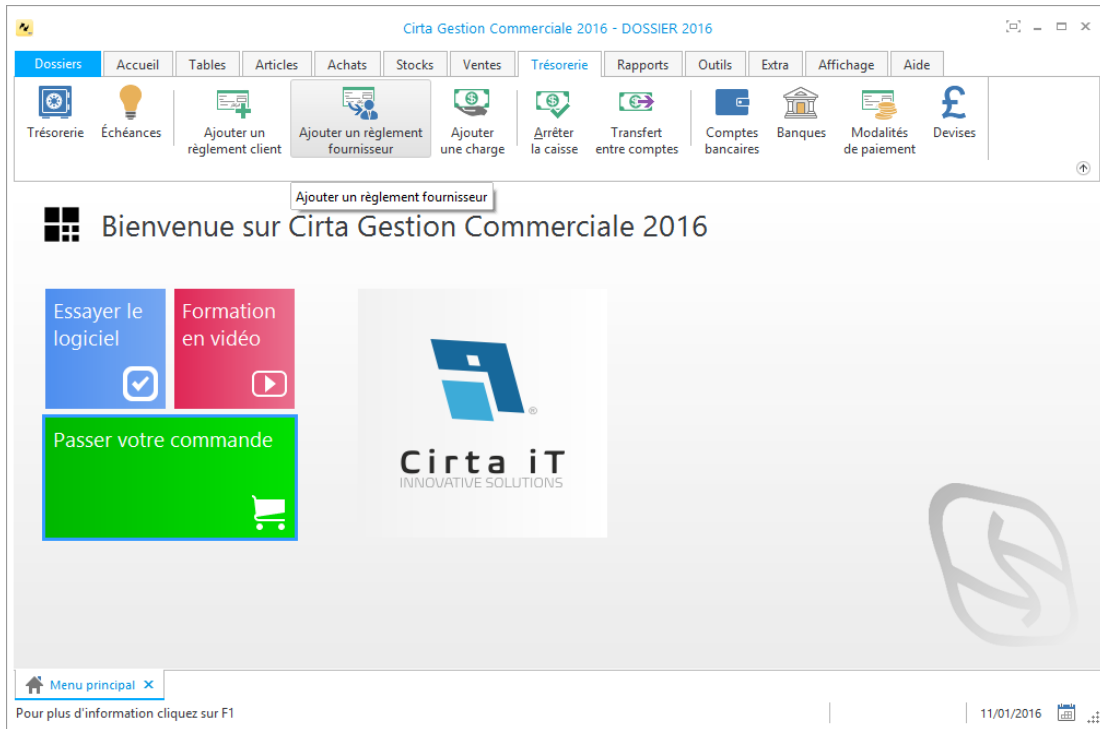 Cirta Gestion Commerciale 2016 - DOSSIER 2016
Dossiers Accueil Tables Articles Achats Stocks Ventes Trésorerie Rapports Outils Extra Affichage Aide
Trésorerie Échéances Ajouter un Ajouter un règlement Ajouter Arrêter Transfert Comptes Banques Modalités Devises
règlement client fournisseur une charge la caisse entre comptes bancaires de paiement
Ajouter un règlement fournisseur
Bienvenue sur Cirta Gestion Commerciale 2016
Essayer le
logiciel
Formation
en vidéo
Passer votre commande
Cirta iT
INNOVATIVE SOLUTIONS
Menu principal
Pour plus d'information cliquez sur F1
11/01/2016